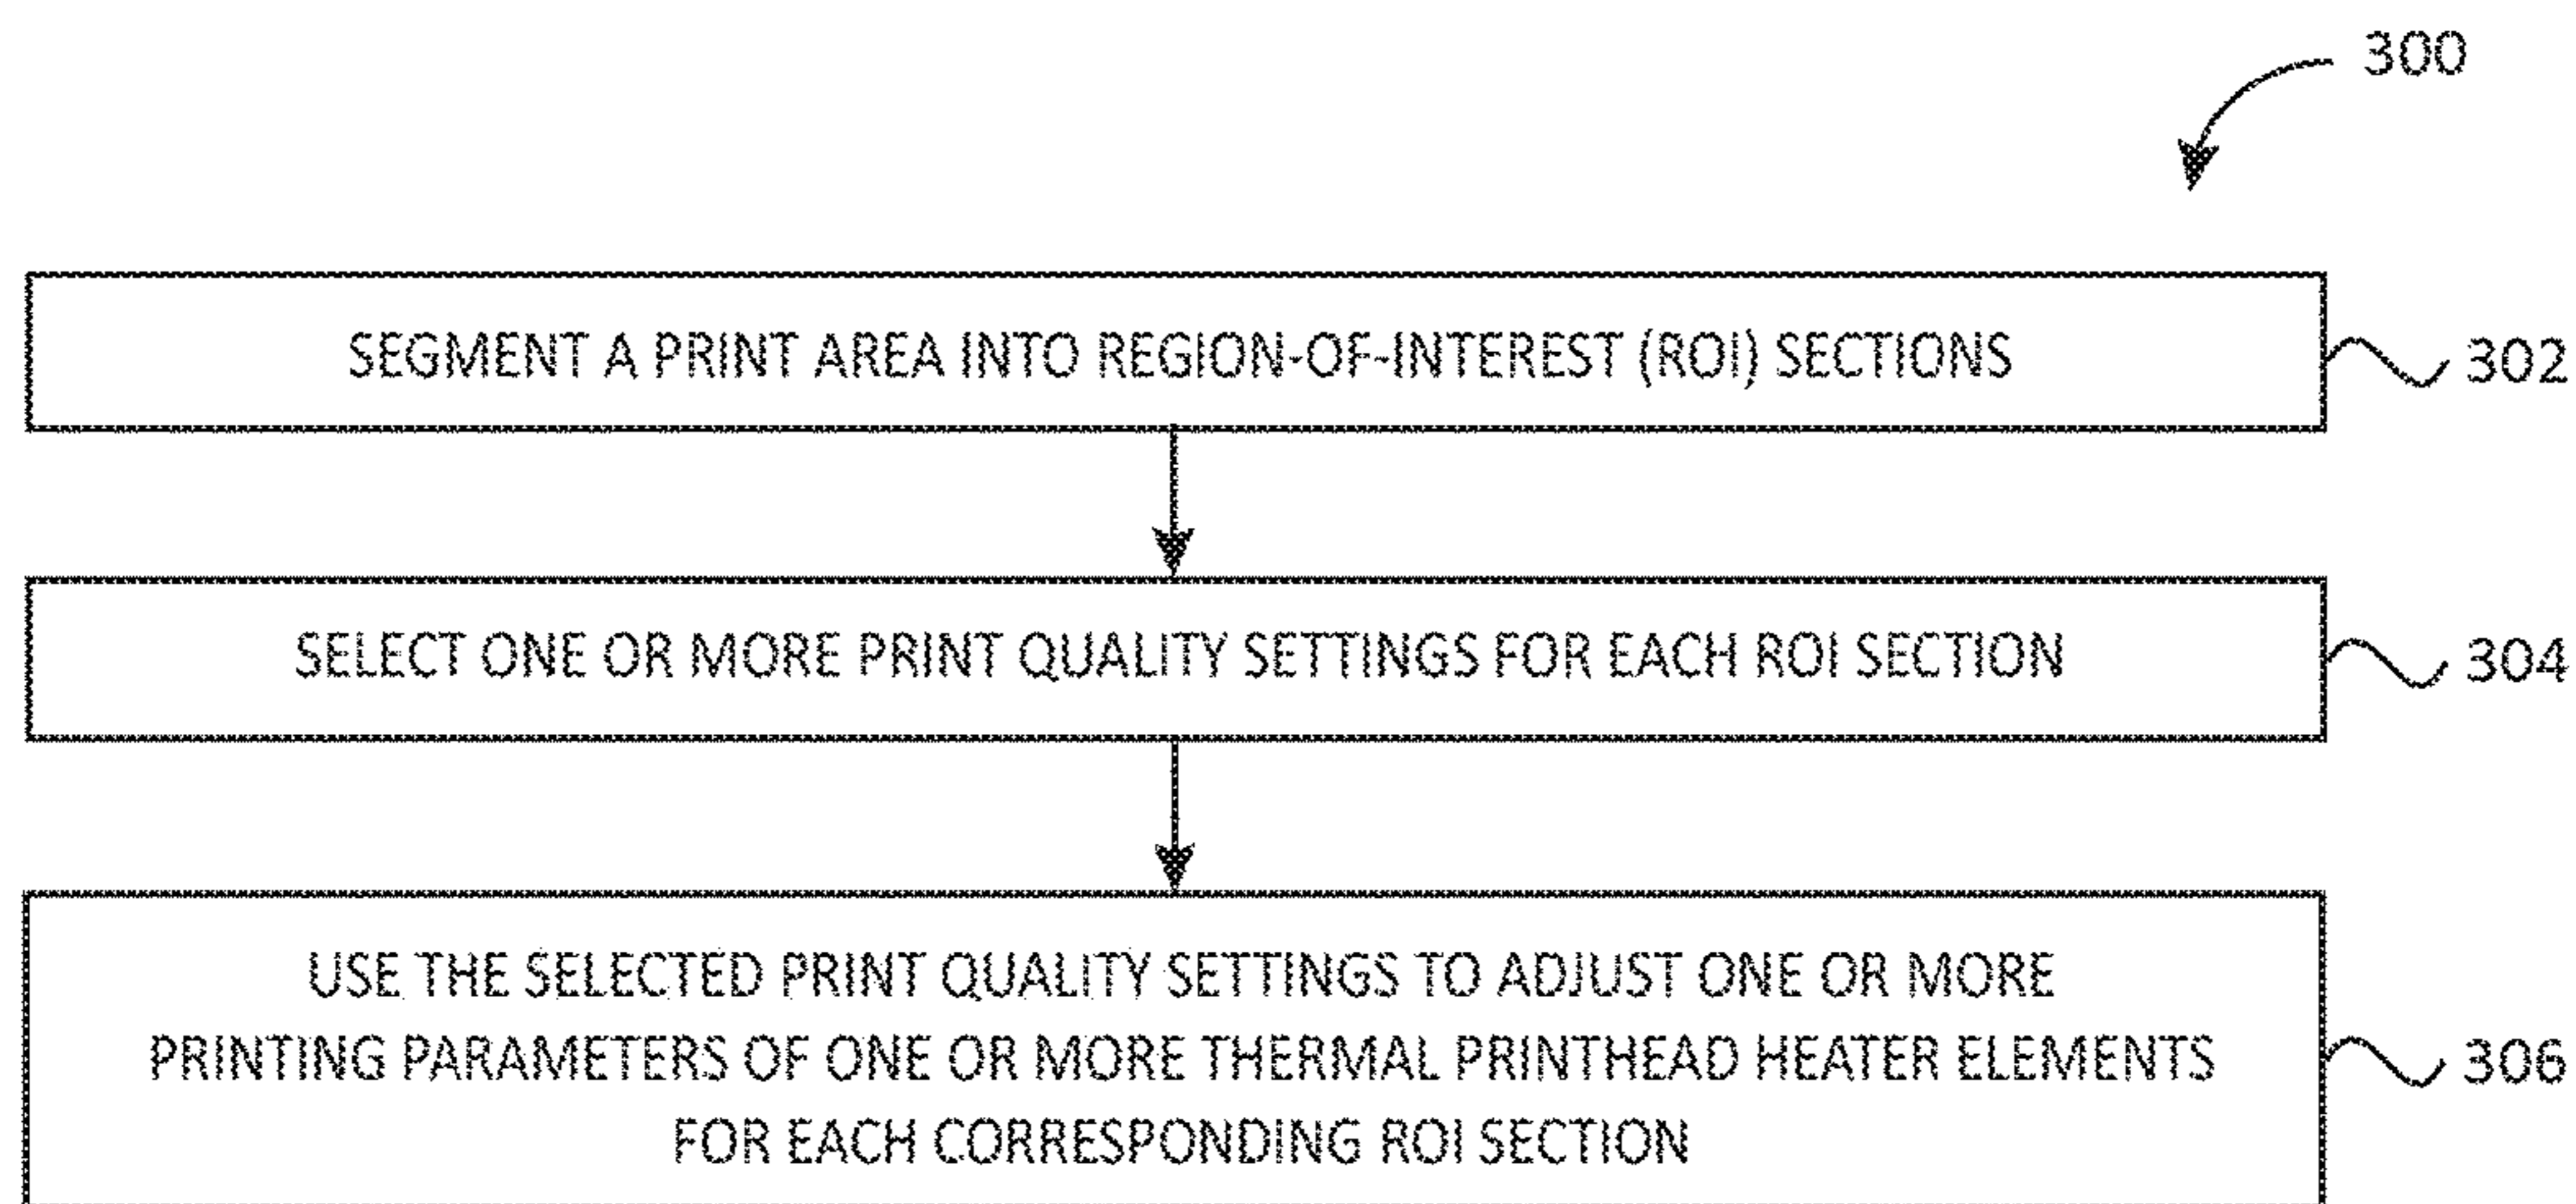 300
SEGMENT A PRINT AREA INTO REGION-OF-INTEREST (ROI) SECTIONS
302
SELECT ONE OR MORE PRINT QUALITY SETTINGS FOR EACH ROI SECTION
304
USE THE SELECTED PRINT QUALITY SETTINGS TO ADJUST ONE OR MORE
PRINTING PARAMETERS OF ONE OR MORE THERMAL PRINTHEAD HEATER ELEMENTS
FOR EACH CORRESPONDING ROI SECTION
306